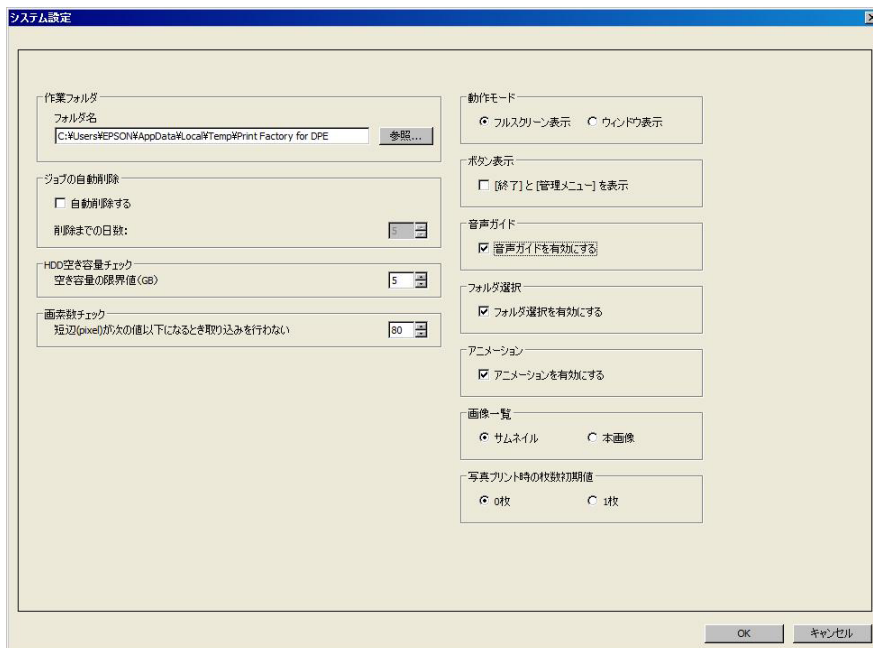 システム設定
作業フォルダ
フォルダ名
C:¥Users¥EPSON¥AppData¥Local¥Temp¥Print Factory for DPE
参照...
ジョブの自動削除
自動削除する
削除までの日数:
5
HDD空き容量チェック
空き容量の限界値(GB)
5
画素数チェック
短辺(pixel)が次の値以下になるとき取り込みを行わない
80
動作モード
フルスクリーン表示 ウィンドウ表示
ボタン表示
[終了]と[管理メニュー]を表示
音声ガイド
音声ガイドを有効にする
フォルダ選択
フォルダ選択を有効にする
アニメーション
アニメーションを有効にする
画像一覧
サムネイル 本画像
写真プリント時の枚数初期値
0枚 1枚
OK キャンセル